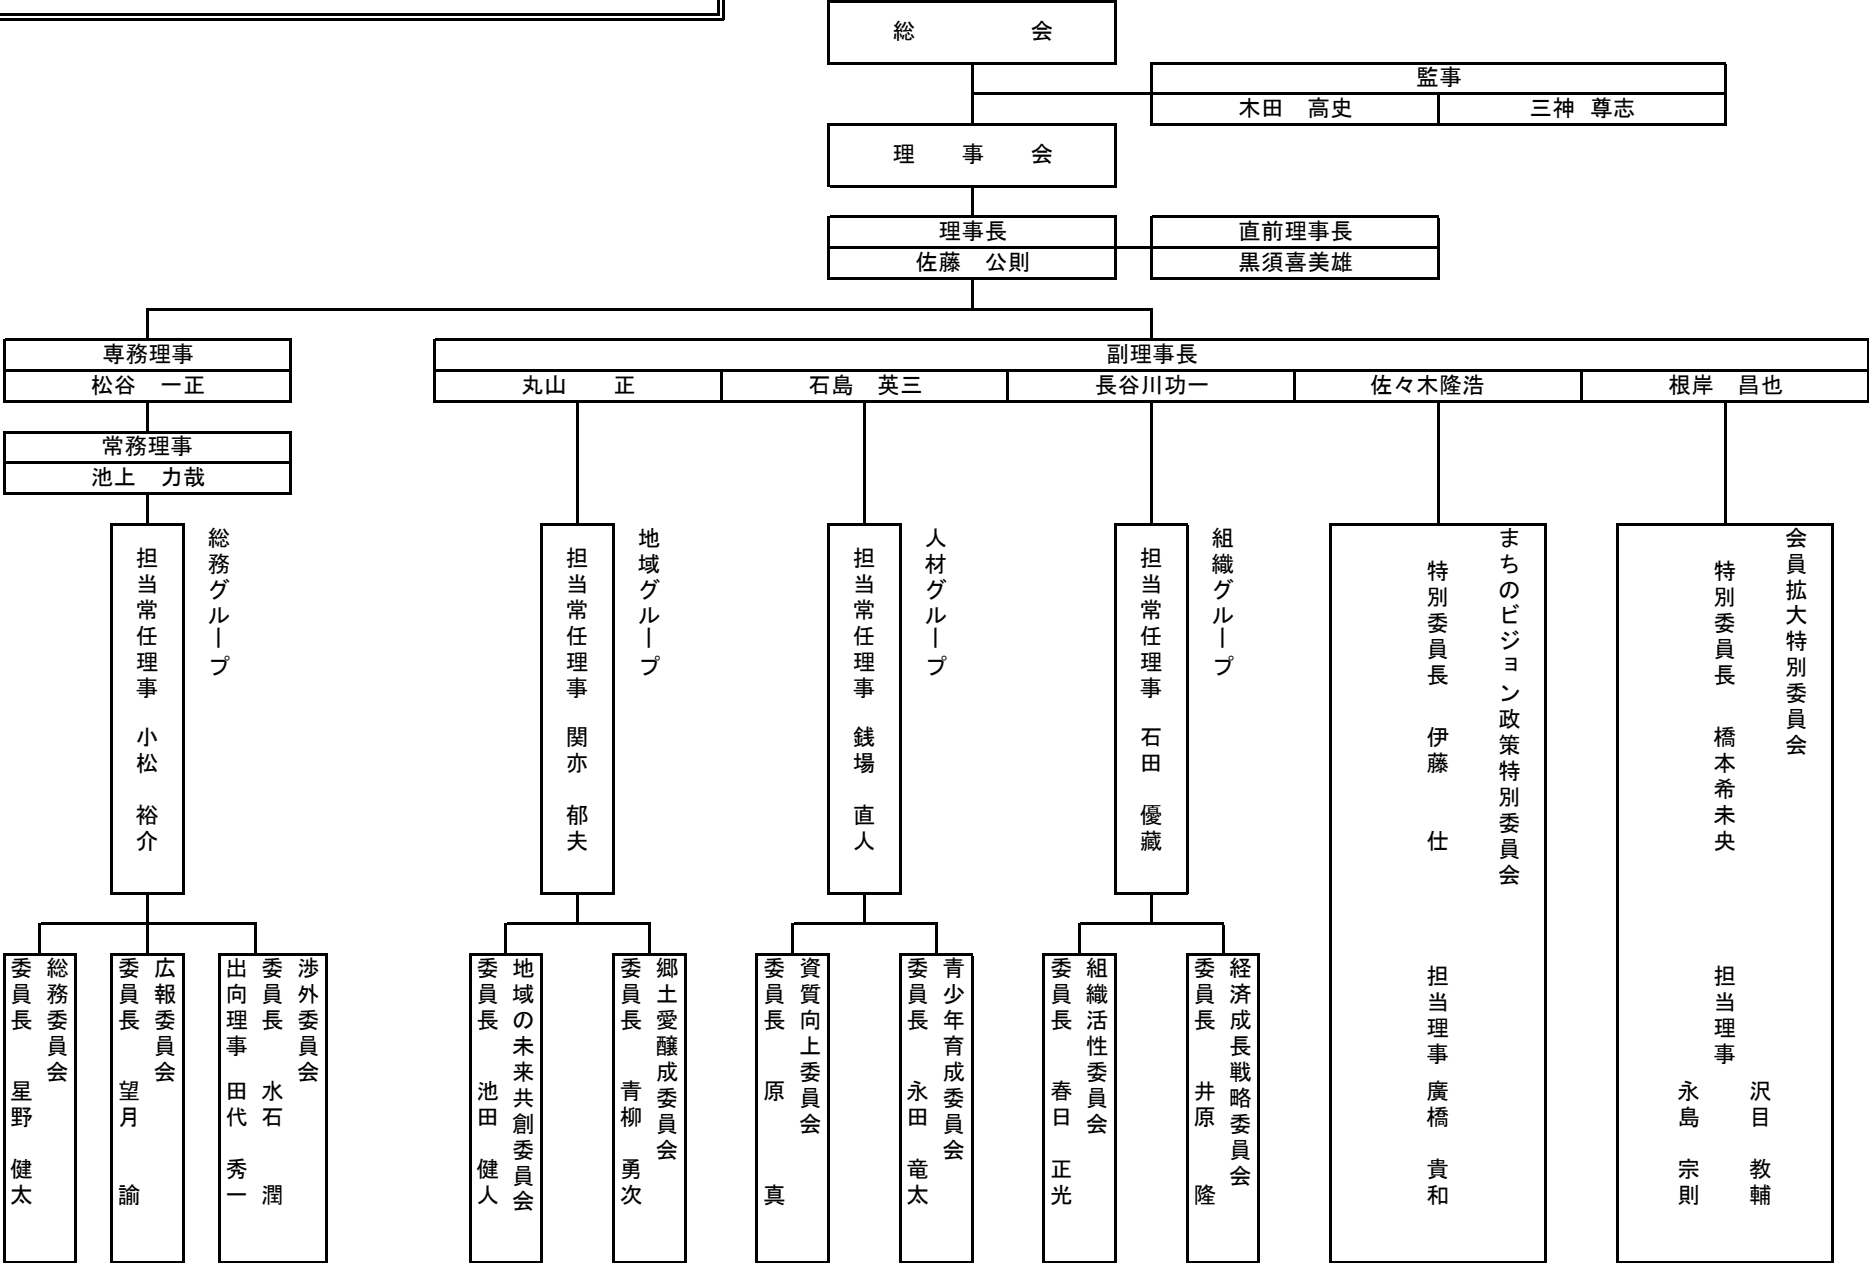 総　会
監事
木田　高史
三神 尊志
理　事　会
理事長
佐藤　公則
直前理事長
黒須喜美雄
専務理事
松谷　一正
常務理事
池上　力哉
副理事長
丸山　正
石島　英三
長谷川功一
佐々木隆浩
根岸　昌也
総務グループ
担当常任理事　小松　裕介
地域グループ
担当常任理事　関亦　郁夫
人材グループ
担当常任理事　銭場　直人
組織グループ
担当常任理事　石田　優蔵
まちのビジョン政策特別委員会
特別委員長　伊藤　仕
担当理事　廣橋　貴和
会員拡大特別委員会
特別委員長　橋本希未央
担当理事
沢目　教輔
永島　宗則
総務委員会
委員長　星野　健太
広報委員会
委員長　望月　諭
渉外委員会
委員長　水石　潤
出向理事　田代　秀一
地域の未来共創委員会
委員長　池田　健人
郷土愛醸成委員会
委員長　青柳　勇次
資質向上委員会
委員長　原　真
青少年育成委員会
委員長　永田　竜太
組織活性委員会
委員長　春日　正光
経済成長戦略委員会
委員長　井原　隆